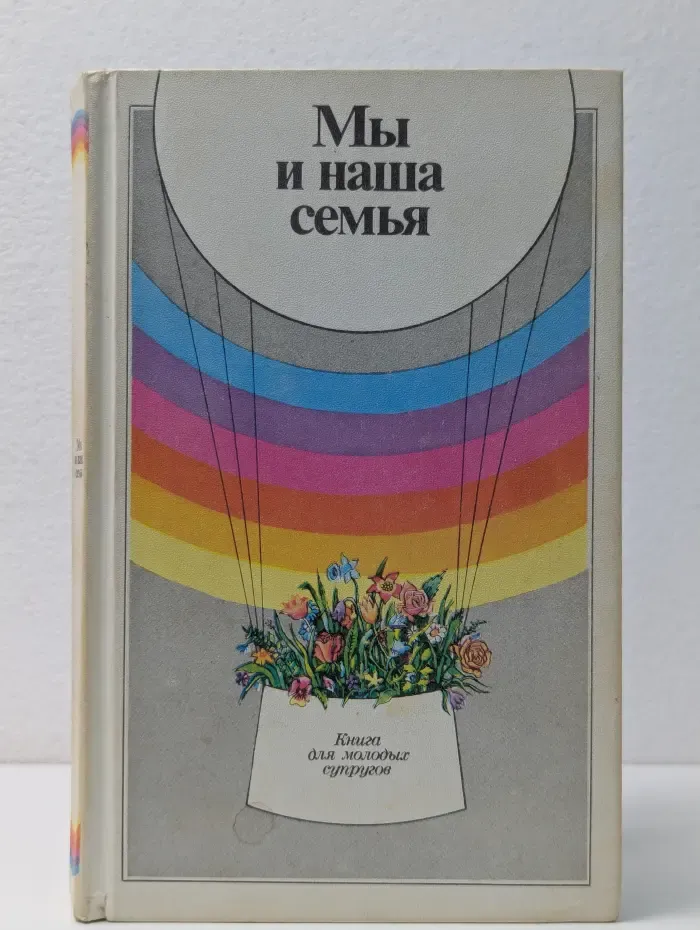 Мы
и наша
семья
Книга
для молодых
супругов